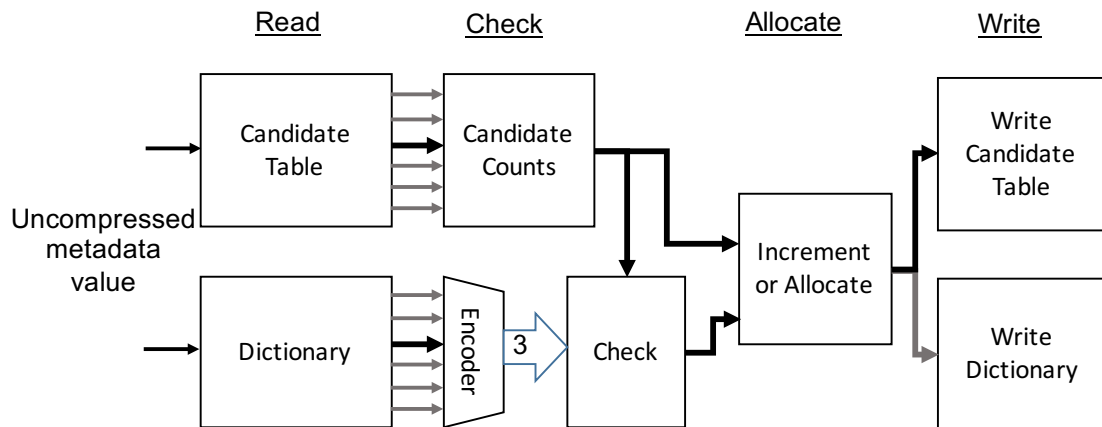 Read
Check
Allocate
Write
Candidate
Table
Candidate
Counts
Write
Candidate
Table
Uncompressed
metadata
value
Increment
or Allocate
Dictionary
Encoder
3
Check
Write
Dictionary